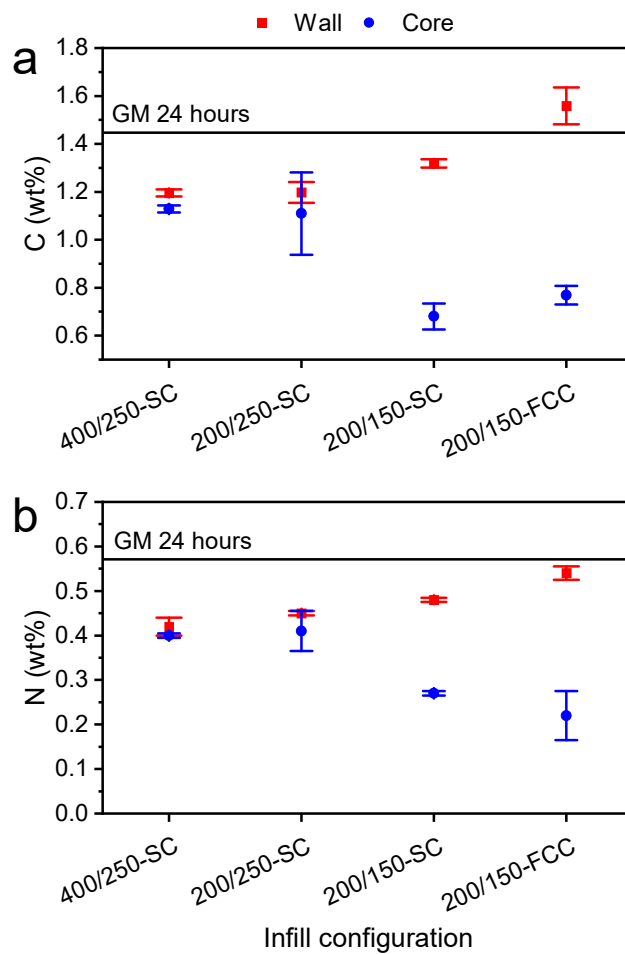 Wall Core
a
1.8
1.6
1.4
1.2
1.0
0.8
0.6
C (wt%)
GM 24 hours
400/250-SC
200/250-SC
200/150-SC
200/150-FCC
b
0.7
0.6
0.5
0.4
0.3
0.2
0.1
0.0
N (wt%)
GM 24 hours
400/250-SC
200/250-SC
200/150-SC
200/150-FCC
Infill configuration